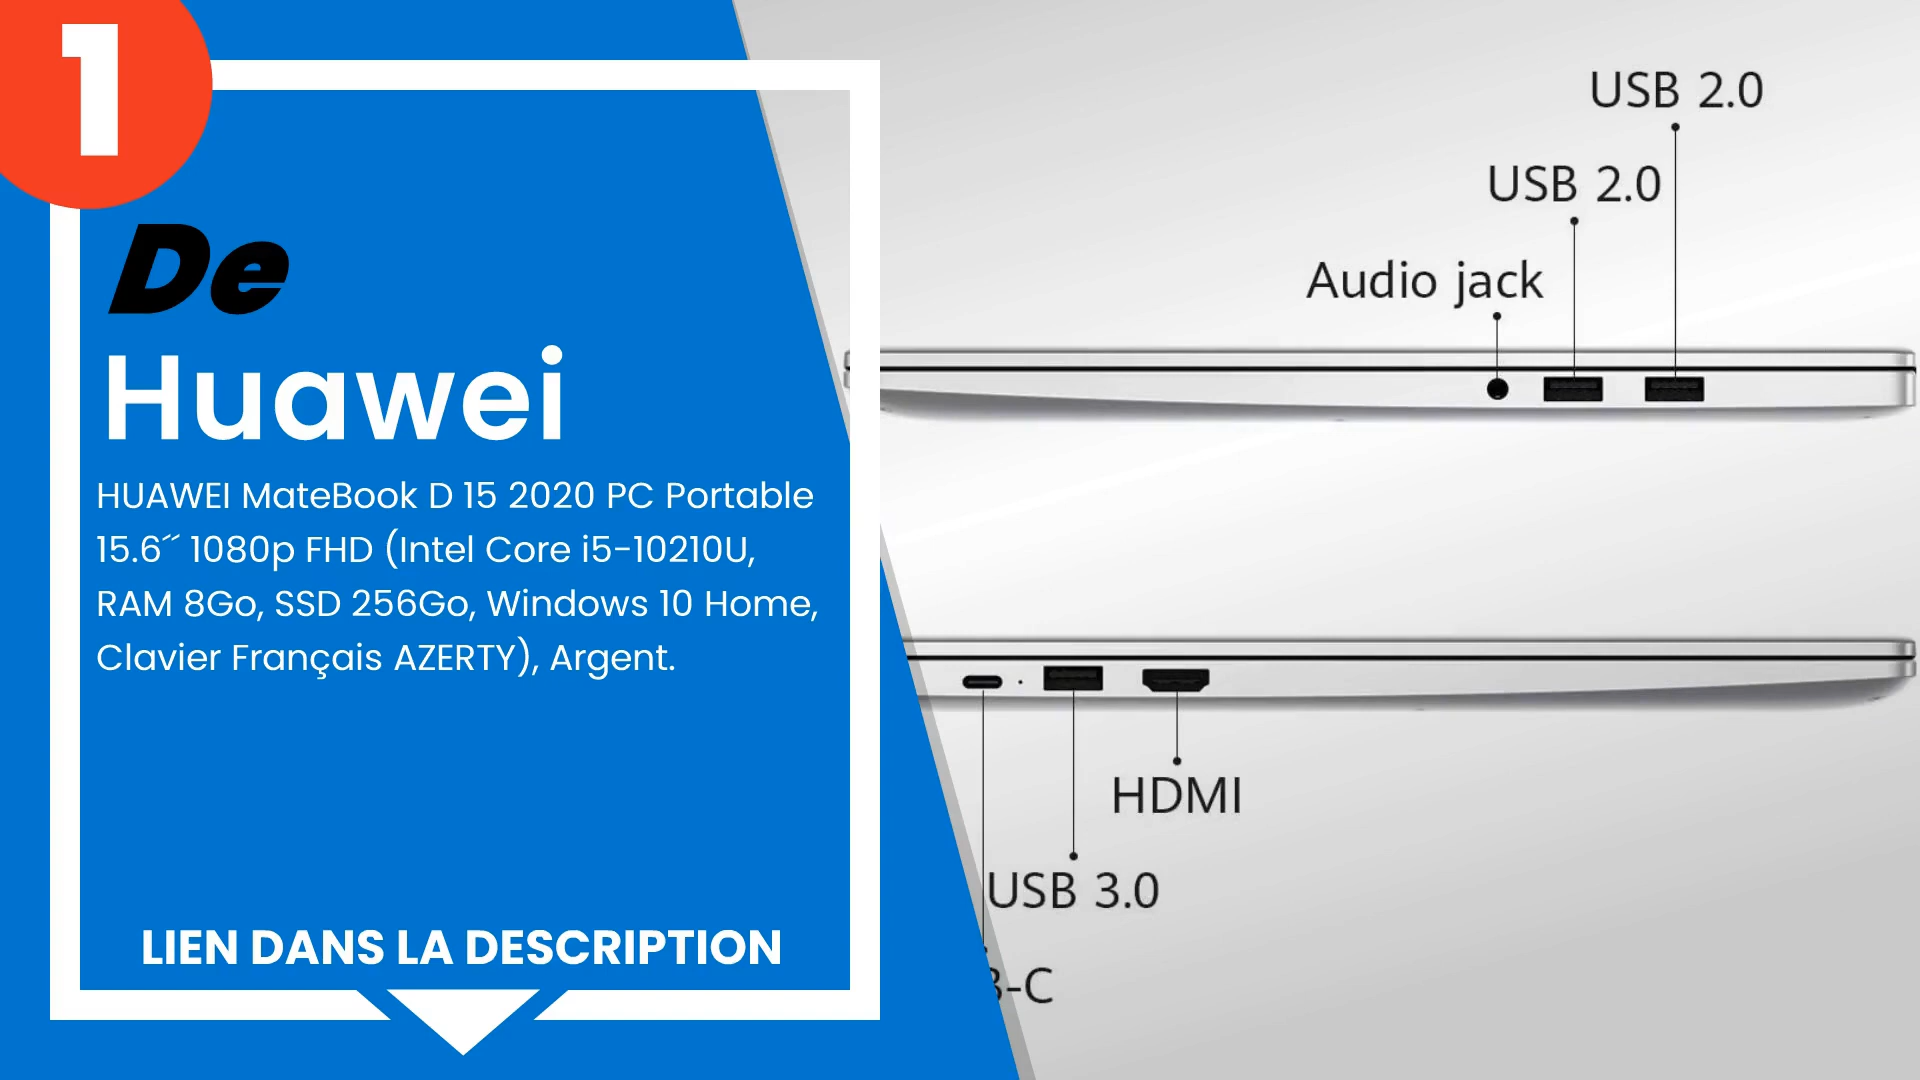 1
De
Huawei
HUAWEI MateBook D 15 2020 PC Portable
15.6´´ 1080p FHD (Intel Core i5-10210U,
RAM 8Go, SSD 256Go, Windows 10 Home,
Clavier Français AZERTY), Argent.
LIEN DANS LA DESCRIPTION
USB 2.0
USB 2.0
Audio jack
HDMI
USB 3.0
-C